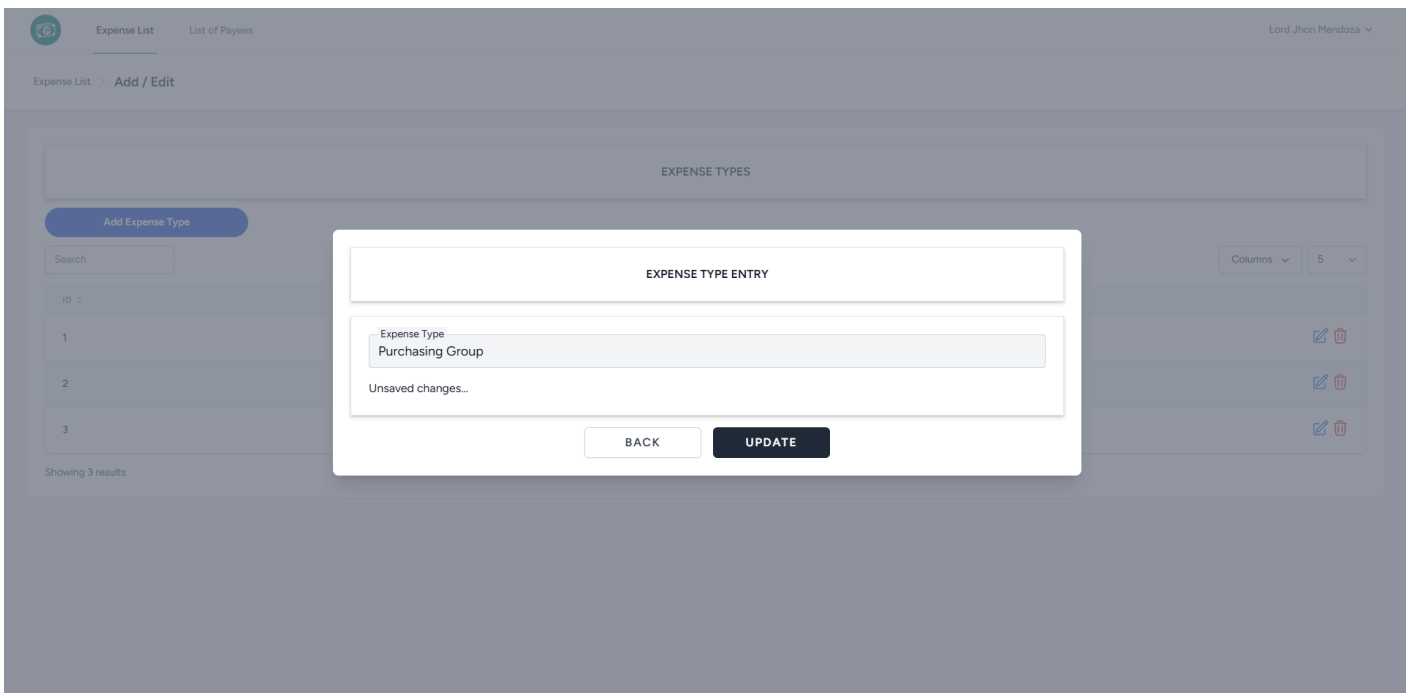 Expense List List of Payees Lord Jhon Mendoza
Expense List > Add / Edit
EXPENSE TYPES
Add Expense Type
Search Columns 5
ID
1
2
3
Showing 3 results
EXPENSE TYPE ENTRY
Expense Type
Purchasing Group
Unsaved changes...
BACK UPDATE